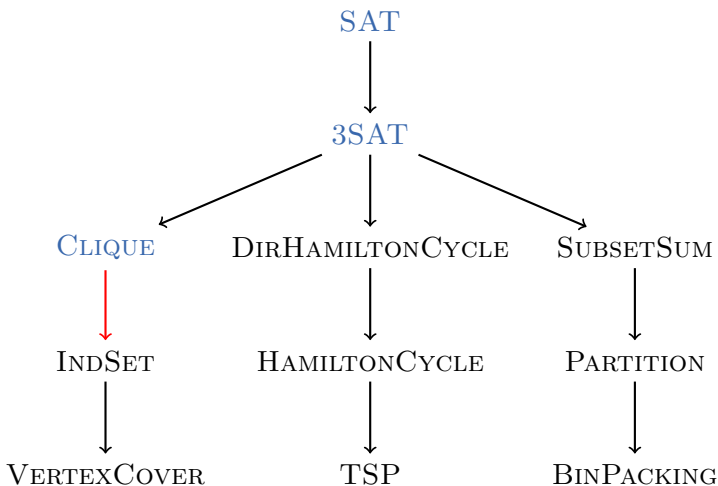 SAT
3SAT
CLIQUE DIRHAMILTONCYCLE SUBSETSUM
INDSET HAMILTONCYCLE PARTITION
VERTEXCOVER TSP BINPACKING